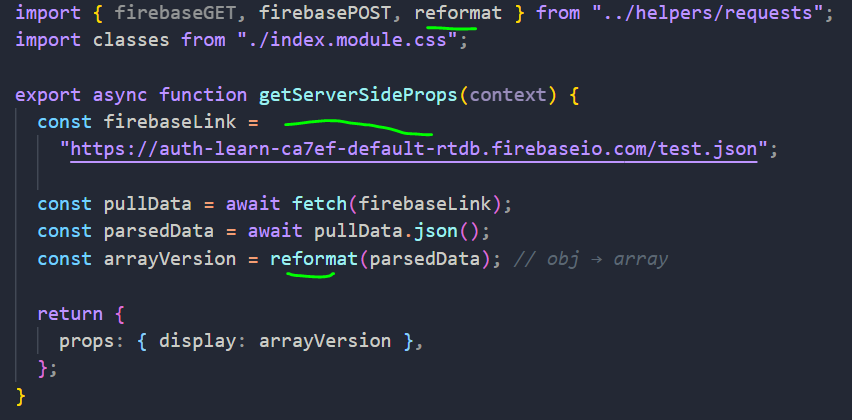 import { firebaseGET, firebasePOST, reformat } from "../helpers/requests";
import classes from "./index.module.css";
export async function getServerSideProps(context) {
const firebaseLink =
"https://auth-learn-ca7ef-default-rtdb.firebaseio.com/test.json";
const pullData = await fetch(firebaseLink);
const parsedData = await pullData.json();
const arrayVersion = reformat(parsedData); // obj → array
return {
props: { display: arrayVersion },
};
}